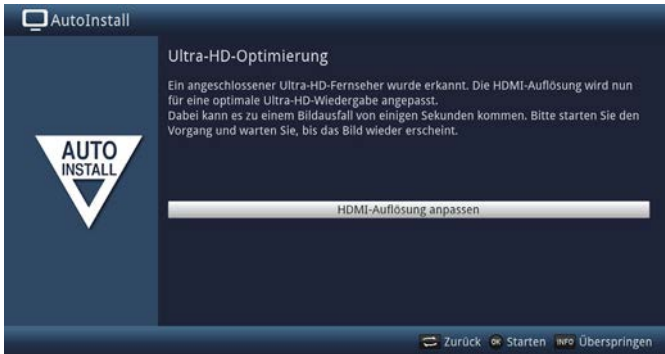 AutoInstall
AUTO
INSTALL
Ultra-HD-Optimierung
Ein angeschlossener Ultra-HD-Fernseher wurde erkannt. Die HDMI-Auflösung wird nun
für eine optimale Ultra-HD-Wiedergabe angepasst.
Dabei kann es zu einem Bildausfall von einigen Sekunden kommen. Bitte starten Sie den
Vorgang und warten Sie, bis das Bild wieder erscheint.
HDMI-Auflösung anpassen
Zurück OK Starten INFO Überspringen